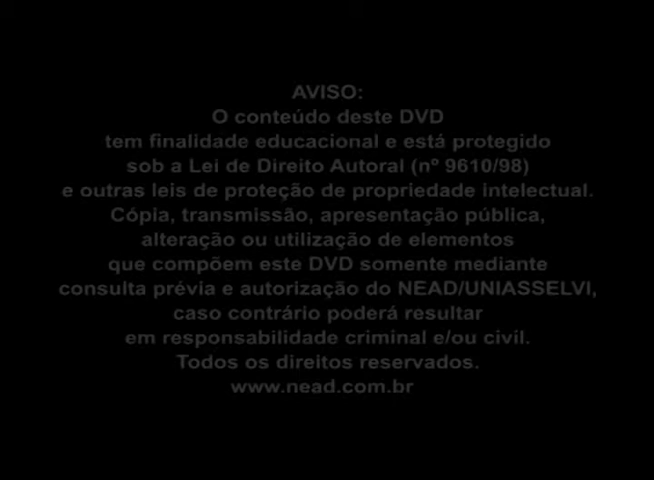 AVISO:
O conteúdo deste DVD
tem finalidade educacional e está protegido
sob a Lei de Direito Autoral (nº 9610/98)
e outras leis de proteção de propriedade intelectual.
Cópia, transmissão, apresentação pública,
alteração ou utilização de elementos
que compõem este DVD somente mediante
consulta prévia e autorização do NEAD/UNIASSELVI,
caso contrário poderá resultar
em responsabilidade criminal e/ou civil.
Todos os direitos reservados.
www.nead.com.br